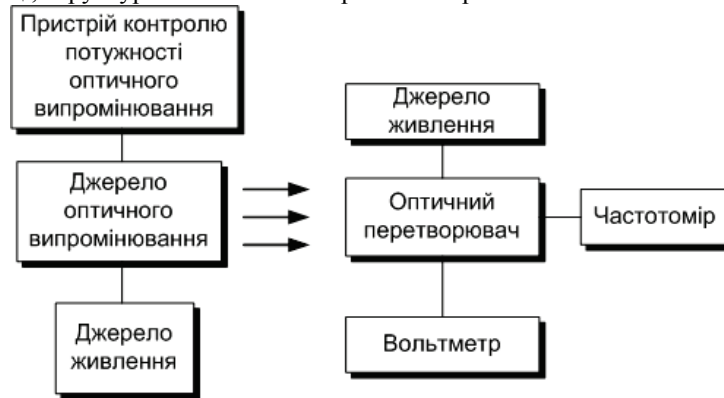 Пристрій контролю
потужності
оптичного
випромінювання
Джерело
оптичного
випромінювання
Джерело
живлення
Джерело
живлення
Оптичний
перетворювач
Частотомір
Вольтметр